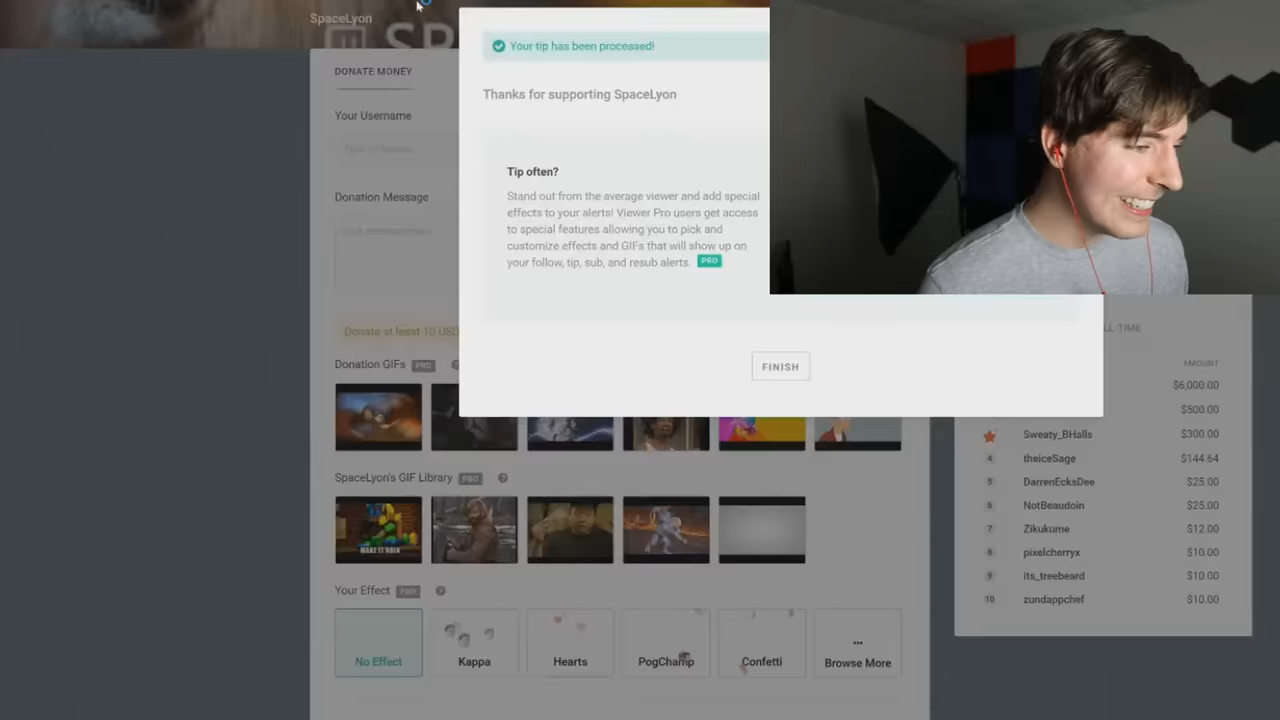 SpaceLyon
SP
DONATE MONEY
Your Username
Donation Message
Donate at least 10 USD
Donation GIFs PRO
SpaceLyon's GIF Library PRO ?
MAKE IT RAIN
Your Effect PRO ?
No Effect
Kappa
Hearts
PogChamp
Confetti
...
Browse More
Your tip has been processed!
Thanks for supporting SpaceLyon
Tip often?
Stand out from the average viewer and add special
effects to your alerts! Viewer Pro users get access
to special features allowing you to pick and
customize effects and GIFs that will show up on
your follow, tip, sub, and resub alerts. PRO
FINISH
LL-TIME
AMOUNT
$6,000.00
$500.00
Sweaty_BHalls $300.00
4 theiceSage $144.64
5 DarrenEcksDee $25.00
6 NotBeaudoin $25.00
7 Zikukume $12.00
8 pixelcherryx $10.00
9 its_treebeard $10.00
10 zundappchef $10.00